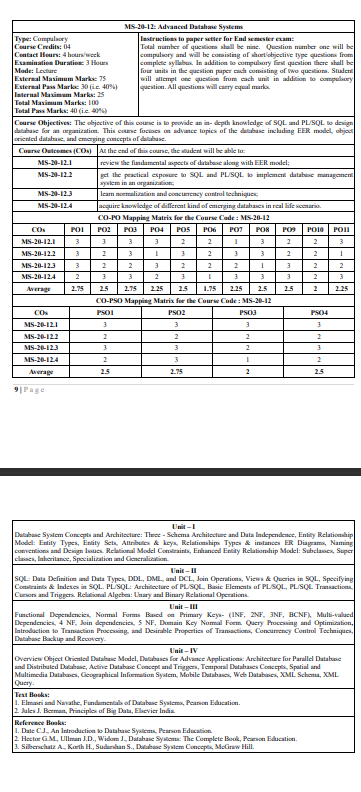 MS-20-12: Advanced Database Systems
Type: Compulsory
Course Credits: 04
Contact Hours: 4 hours/week
Examination Duration: 3 Hours
Mode: Lecture
External Maximum Marks: 75
External Pass Marks: 30 (i.e. 40%)
Internal Maximum Marks: 25
Total Maximum Marks: 100
Total Pass Marks: 40 (i.e. 40%)
Instructions to paper setter for End semester exam:
Total number of questions shall be nine. Question number one will be
compulsory and will be consisting of short/objective type questions from
complete syllabus. In addition to compulsory first question there shall be
four units in the question paper each consisting of two questions. Student
will attempt one question from each unit in addition to compulsory
question. All questions will carry equal marks.
Course Objectives: The objective of this course is to provide an in- depth knowledge of SQL and PL/SQL to design
database for an organization. This course focuses on advance topics of the database including EER model, object
oriented database, and emerging concepts of database.
Course Outcomes (COs) At the end of this course, the student will be able to:
MS-20-12.1 review the fundamental aspects of database along with EER model;
MS-20-12.2 get the practical exposure to SQL and PL/SQL to implement database management
system in an organization;
MS-20-12.3 learn normalization and concurrency control techniques;
MS-20-12.4 acquire knowledge of different kind of emerging databases in real life scenario.
CO-PO Mapping Matrix for the Course Code : MS-20-12
COs PO1 PO2 PO3 PO4 PO5 PO6 PO7 PO8 PO9 PO10 PO11
MS-20-12.1 3 3 3 3 2 2 1 3 2 2 3
MS-20-12.2 3 2 3 1 3 2 3 3 2 2 1
MS-20-12.3 3 2 2 3 2 2 2 1 3 2 2
MS-20-12.4 2 3 3 2 3 1 3 3 3 2 3
Average 2.75 2.5 2.75 2.25 2.5 1.75 2.25 2.5 2.5 2 2.25
CO-PSO Mapping Matrix for the Course Code : MS-20-12
COs PSO1 PSO2 PSO3 PSO4
MS-20-12.1 3 3 3 3
MS-20-12.2 2 2 2 2
MS-20-12.3 3 3 2 3
MS-20-12.4 2 3 1 2
Average 2.5 2.75 2 2.5
9 | Page
Unit – I
Database System Concepts and Architecture: Three - Schema Architecture and Data Independence, Entity Relationship
Model: Entity Types, Entity Sets, Attributes & keys, Relationships Types & instances ER Diagrams, Naming
conventions and Design Issues. Relational Model Constraints, Enhanced Entity Relationship Model: Subclasses, Super
classes, Inheritance, Specialization and Generalization.
Unit – II
SQL: Data Definition and Data Types, DDL, DML, and DCL, Join Operations, Views & Queries in SQL, Specifying
Constraints & Indexes in SQL. PL/SQL: Architecture of PL/SQL, Basic Elements of PL/SQL, PL/SQL Transactions,
Cursors and Triggers. Relational Algebra: Unary and Binary Relational Operations.
Unit – III
Functional Dependencies, Normal Forms Based on Primary Keys- (1NF, 2NF, 3NF, BCNF), Multi-valued
Dependencies, 4 NF, Join dependencies, 5 NF, Domain Key Normal Form. Query Processing and Optimization,
Introduction to Transaction Processing, and Desirable Properties of Transactions, Concurrency Control Techniques,
Database Backup and Recovery.
Unit – IV
Overview Object Oriented Database Model, Databases for Advance Applications: Architecture for Parallel Database
and Distributed Database, Active Database Concept and Triggers, Temporal Databases Concepts, Spatial and
Multimedia Databases, Geographical Information System, Mobile Databases, Web Databases, XML Schema, XML
Query.
Text Books:
1. Elmasri and Navathe, Fundamentals of Database Systems, Pearson Education.
2. Jules J. Berman, Principles of Big Data, Elsevier India.
Reference Books:
1. Date C.J., An Introduction to Database Systems, Pearson Education.
2. Hector G.M., Ullman J.D., Widom J., Database Systems: The Complete Book, Pearson Education.
3. Silberschatz A., Korth H., Sudarshan S., Database System Concepts, McGraw Hill.